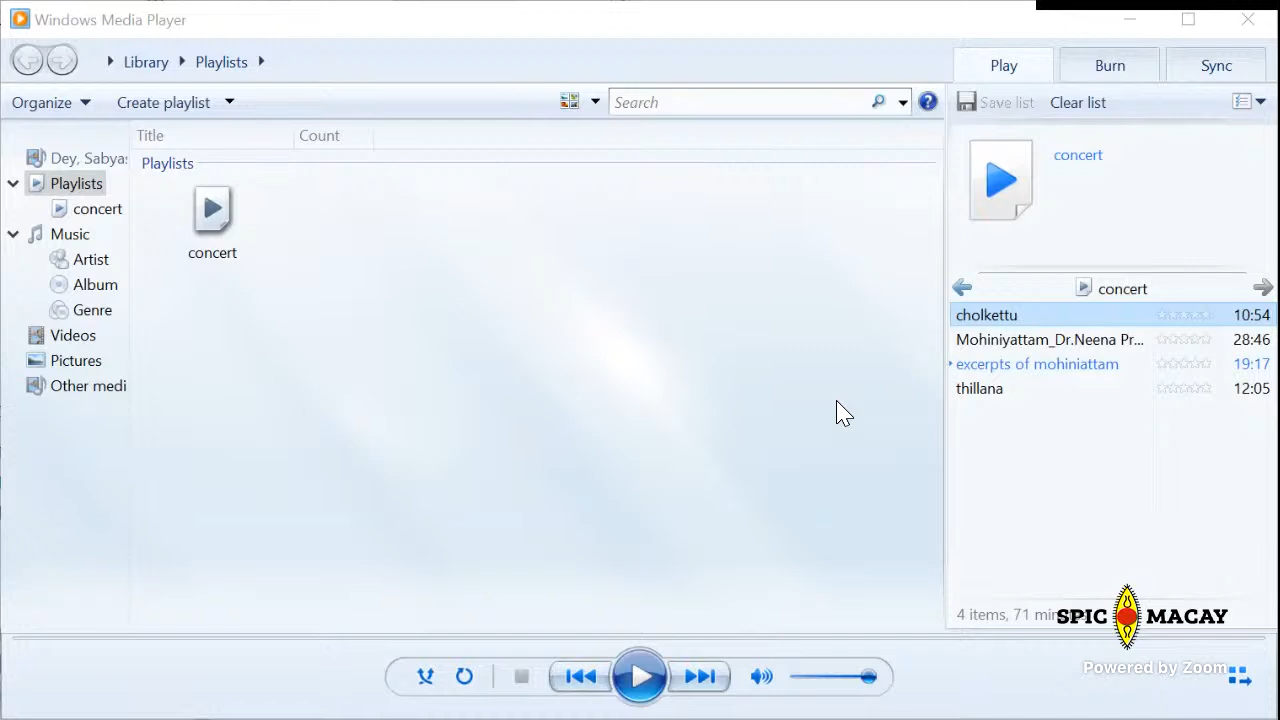 Windows Media Player
Library Playlists
Play Burn Sync
Organize Create playlist Search
Save list Clear list
Title Count
Dey, Sabya
Playlists
concert
Music
Artist
Album
Genre
Videos
Pictures
Other medi
Playlists
concert
concert
concert
cholkettu 10:54
Mohiniyattam_Dr.Neena Pr... 28:46
excerpts of mohiniattam 19:17
thillana 12:05
4 items, 71
SPIC MACAY
Powered by Zoom